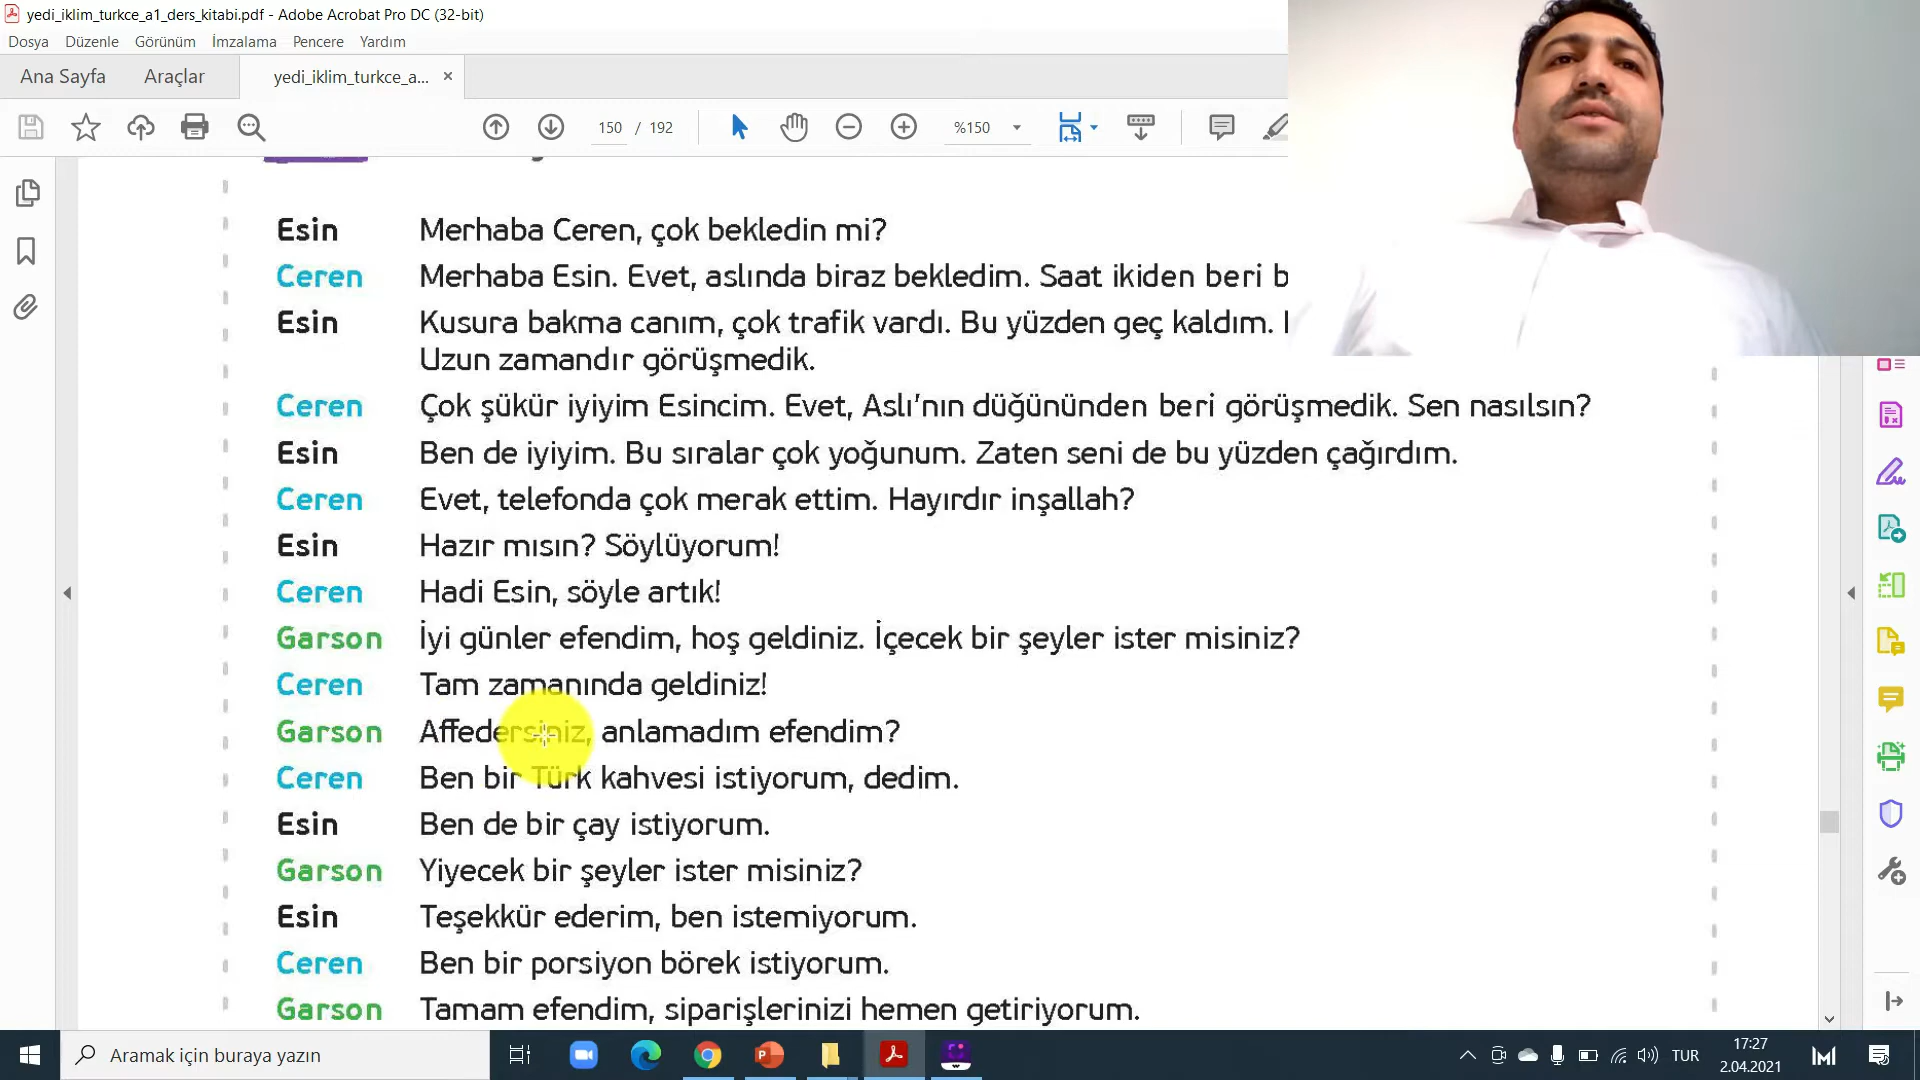 yedi_iklim_turkce_a1_ders_kitabi.pdf - Adobe Acrobat Pro DC (32-bit)
Dosya Düzenle Görünüm İmzalama Pencere Yardım
Ana Sayfa Araçlar yedi_iklim_turkce_a... ×
150 / 192 %150
Esin Merhaba Ceren, çok bekledin mi?
Ceren Merhaba Esin. Evet, aslında biraz bekledim. Saat ikiden beri b
Esin Kusura bakma canım, çok trafik vardı. Bu yüzden geç kaldım.
Uzun zamandır görüşmedik.
Ceren Çok şükür iyiyim Esincim. Evet, Aslı’nın düğününden beri görüşmedik. Sen nasılsın?
Esin Ben de iyiyim. Bu sıralar çok yoğunum. Zaten seni de bu yüzden çağırdım.
Ceren Evet, telefonda çok merak ettim. Hayırdır inşallah?
Esin Hazır mısın? Söylüyorum!
Ceren Hadi Esin, söyle artık!
Garson İyi günler efendim, hoş geldiniz. İçecek bir şeyler ister misiniz?
Ceren Tam zamanında geldiniz!
Garson Affedersiniz, anlamadım efendim?
Ceren Ben bir Türk kahvesi istiyorum, dedim.
Esin Ben de bir çay istiyorum.
Garson Yiyecek bir şeyler ister misiniz?
Esin Teşekkür ederim, ben istemiyorum.
Ceren Ben bir porsiyon börek istiyorum.
Garson Tamam efendim, siparişlerinizi hemen getiriyorum.
Aramak için buraya yazın
TUR
17:27
2.04.2021